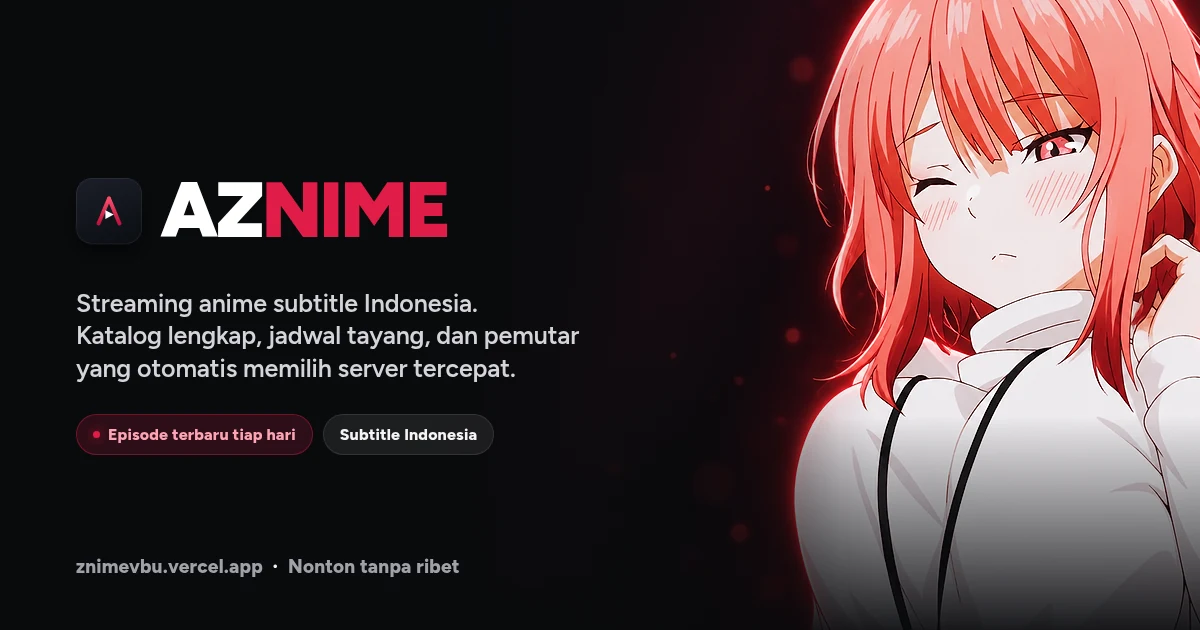 AZNIME
Streaming anime subtitle Indonesia.
Katalog lengkap, jadwal tayang, dan pemutar
yang otomatis memilih server tercepat.
Episode terbaru tiap hari
Subtitle Indonesia
znimevbu.vercel.app · Nonton tanpa ribet